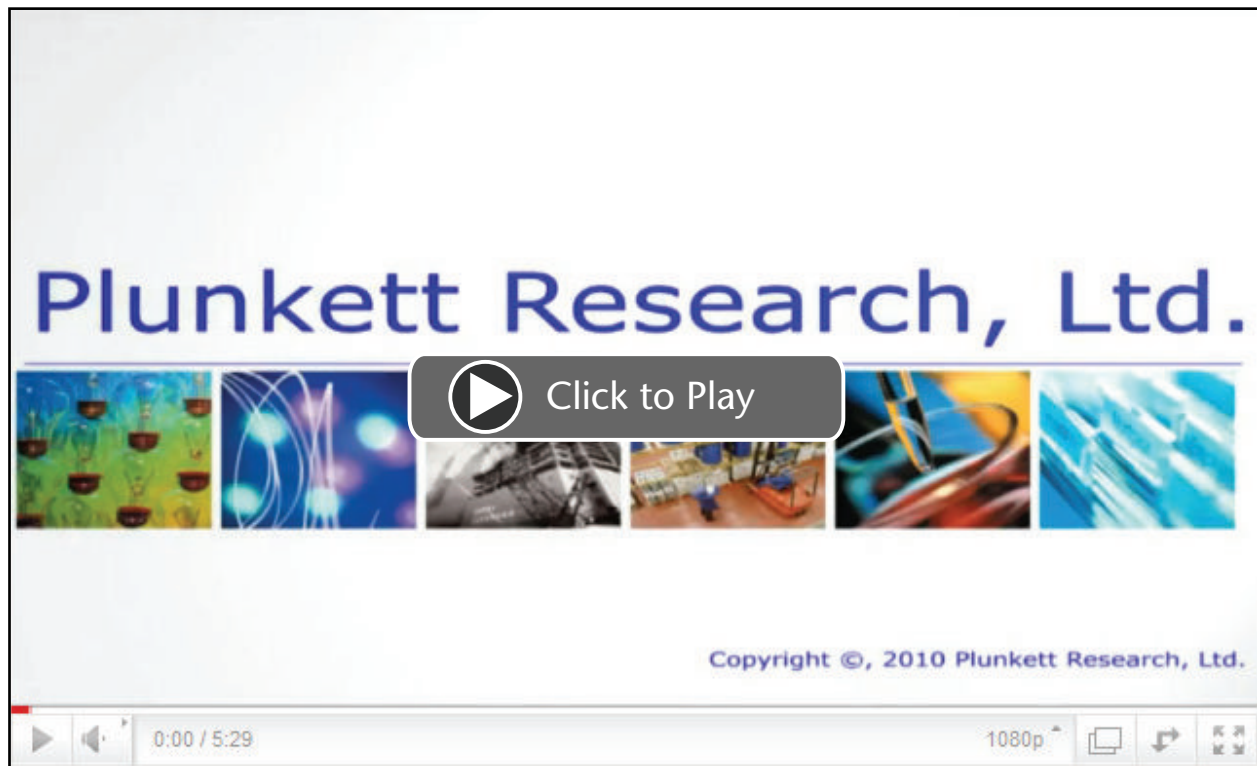 Plunkett Research, Ltd.
Click to Play
Copyright ©, 2010 Plunkett Research, Ltd.
0:00 / 5:29
1080p